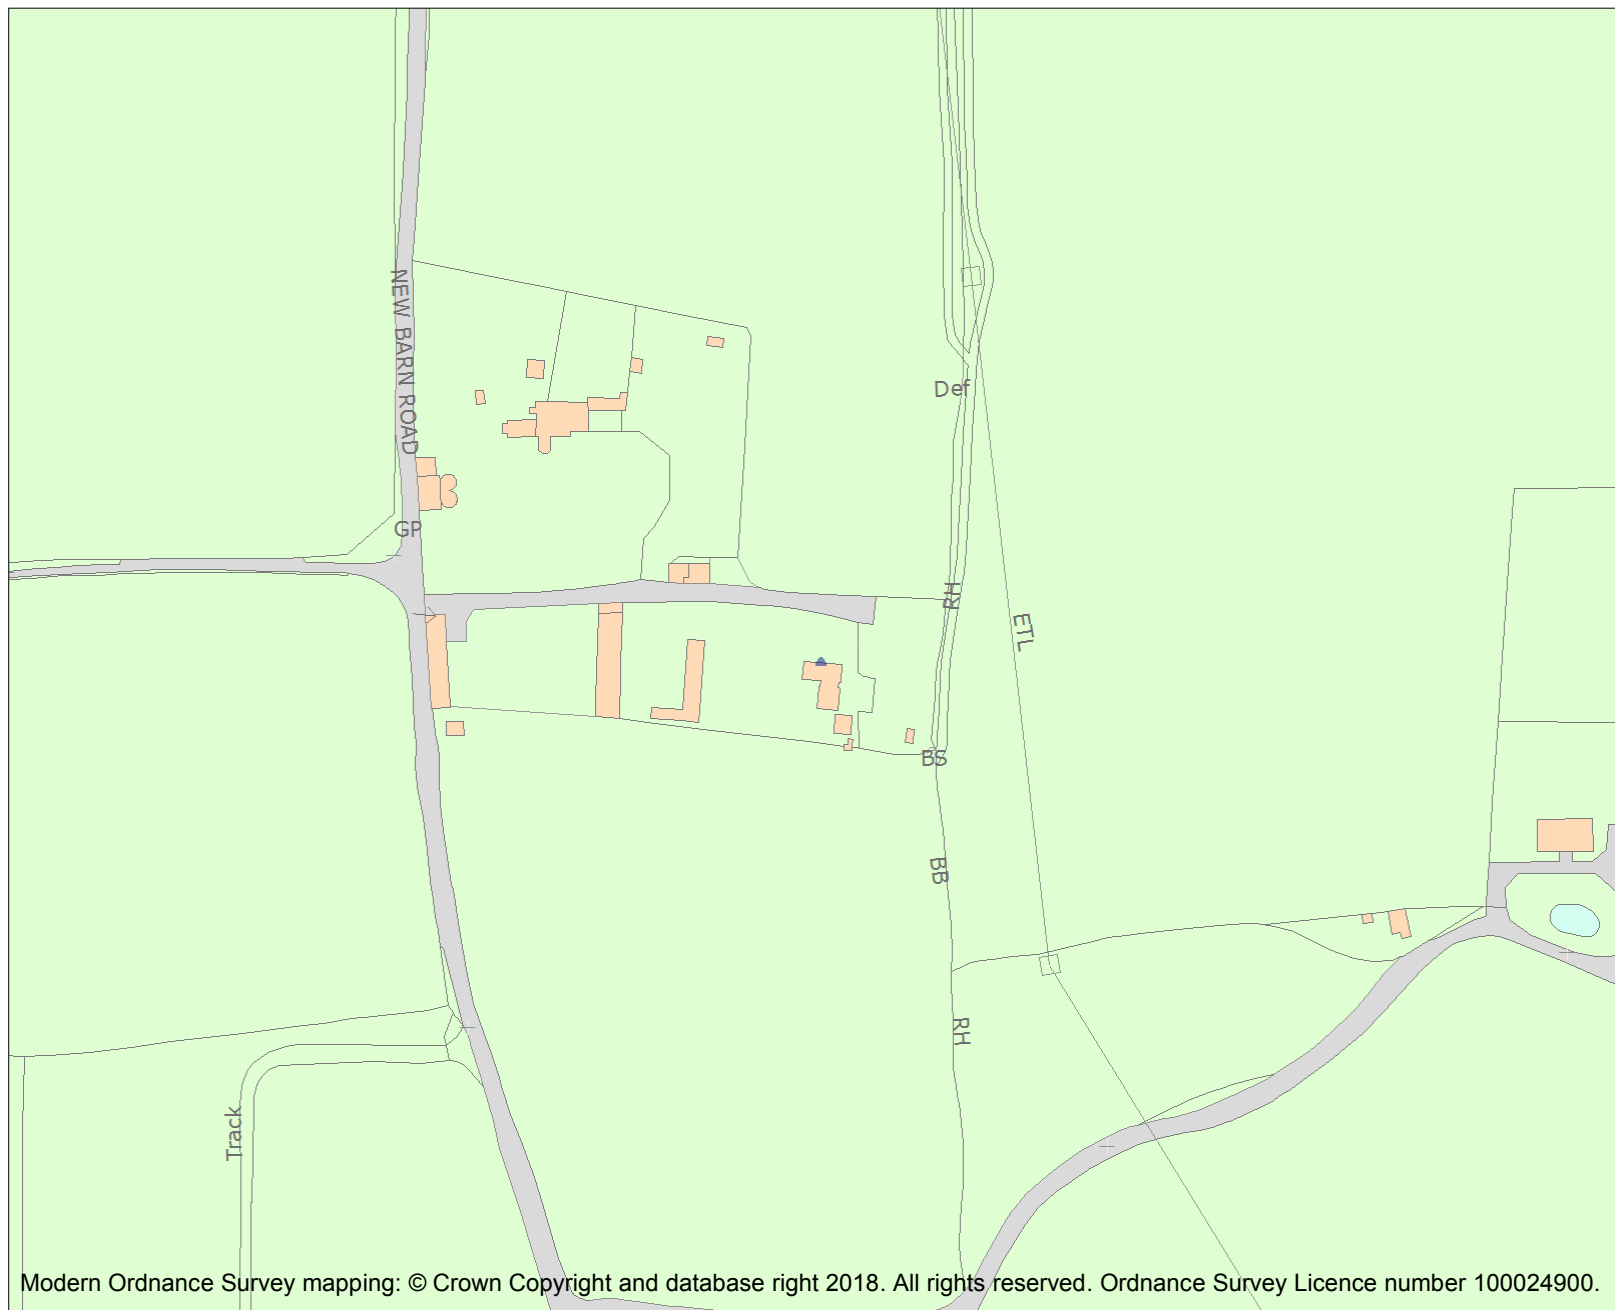 NEW BARN ROAD
Def
GP
RH
ETL
BS
BB
RH
Track
Modern Ordnance Survey mapping: © Crown Copyright and database right 2018. All rights reserved. Ordnance Survey Licence number 100024900.